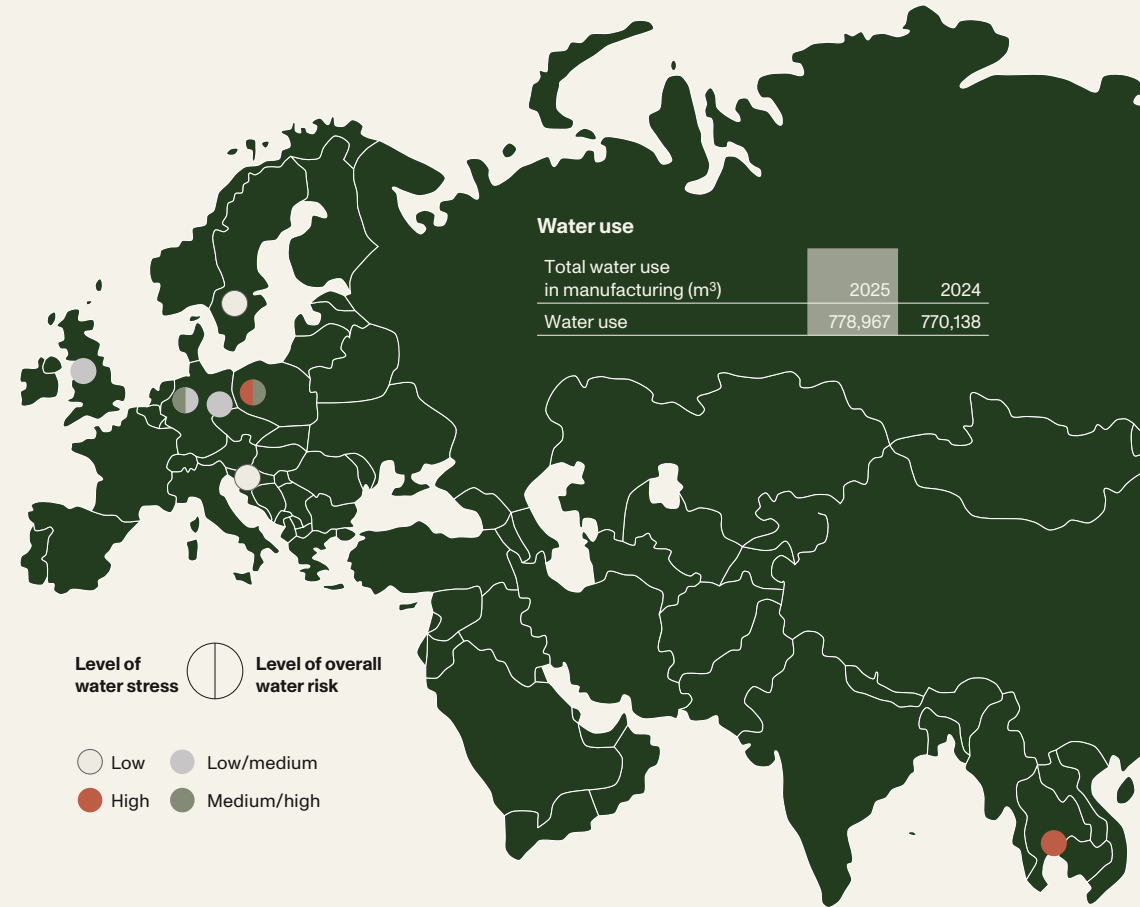 Water use
Total water use
in manufacturing (m³) 2025 2024
Water use 778,967 770,138
Level of
water stress
Level of overall
water risk
Low Low/medium
High Medium/high